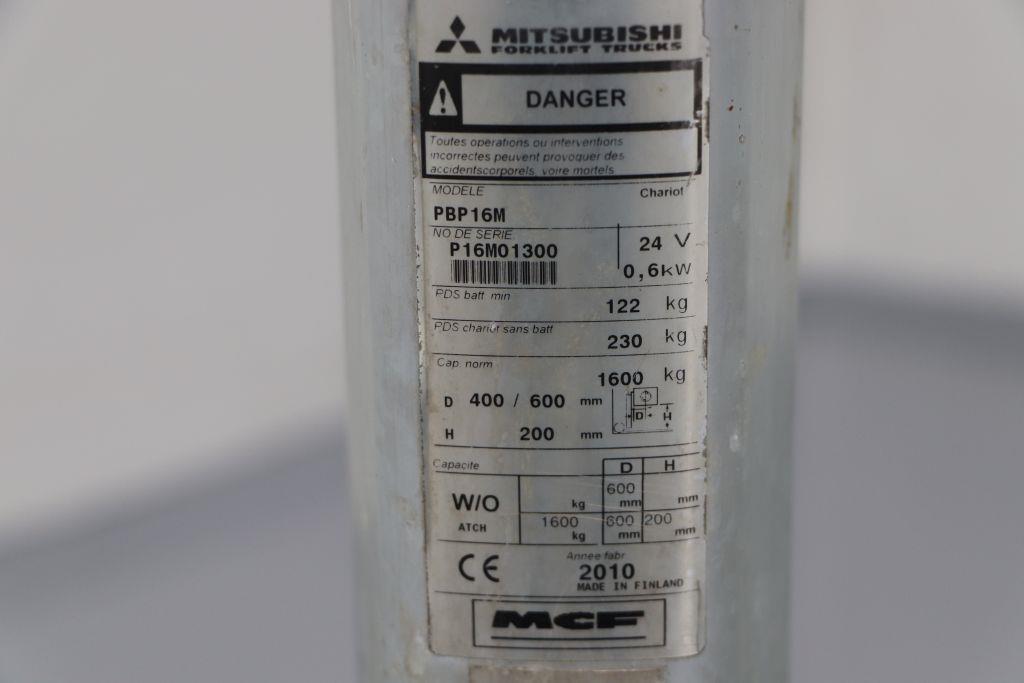 MITSUBISHI
FORKLIFT TRUCKS
DANGER
Toutes operations ou interventions
incorrectes peuvent provoquer des
accidentscorporels, voire mortels
MODELE Chariot
PBP16M
NO DE SERIE
P16M01300 24 V
0,6kW
PDS batt min
122 kg
PDS chariot sans batt
230 kg
Cap. norm
1600 kg
D 400 / 600 mm
D H
H 200 mm
Capacite D H
600
W/O kg mm mm
ATCH 1600 600 200
kg mm mm
CE Annee fabr
2010
MADE IN FINLAND
MCF